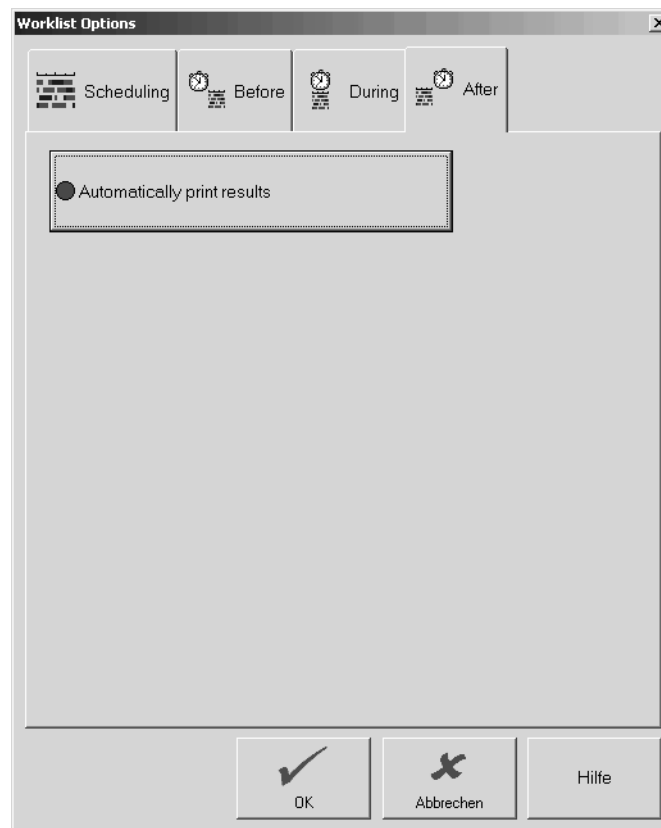 Worklist Options
Scheduling
Before
During
After
Automatically print results
OK
Abbrechen
Hilfe